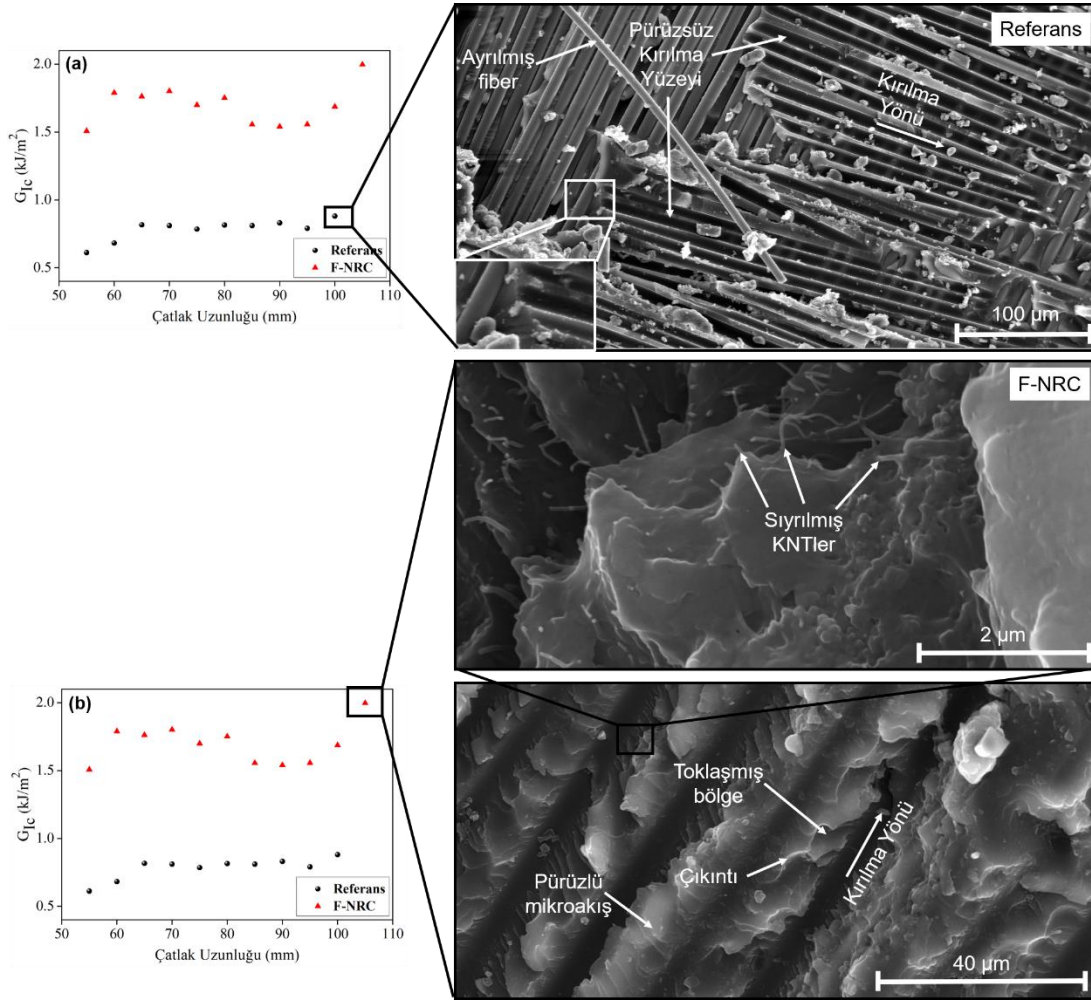 (a)
2.0
1.5
1.0
0.5
G_Ic (kJ/m²)
50 60 70 80 90 100 110
Çatlak Uzunluğu (mm)
Referans
F-NRC
Referans
Ayrılmış
fiber
Pürüzsüz
Kırılma
Yüzeyi
Kırılma
Yönü
100 µm
F-NRC
Sıyrılmış
KNTler
2 µm
(b)
2.0
1.5
1.0
0.5
G_Ic (kJ/m²)
50 60 70 80 90 100 110
Çatlak Uzunluğu (mm)
Referans
F-NRC
Toklaşmış
bölge
Çıkıntı
Pürüzlü
mikroakış
Kırılma Yönü
40 µm